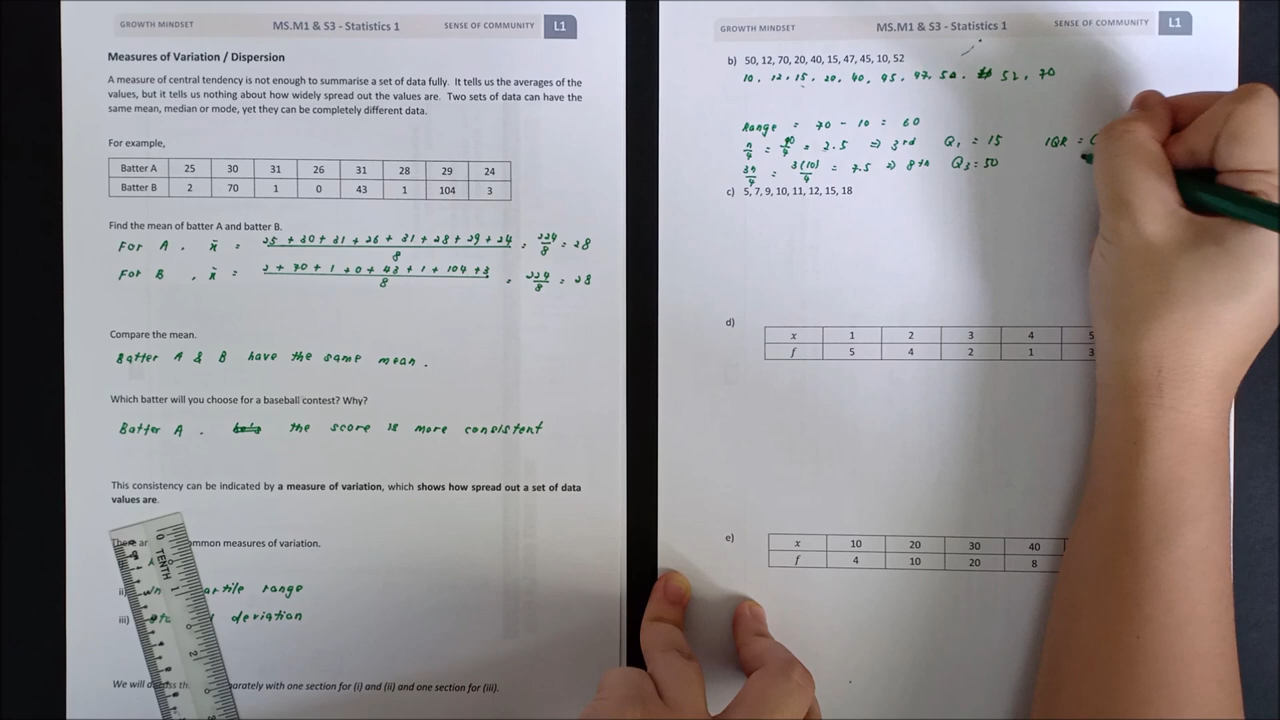 GROWTH MINDSET MS.M1 & S3 - Statistics 1 SENSE OF COMMUNITY L1
Measures of Variation / Dispersion
A measure of central tendency is not enough to summarise a set of data fully. It tells us the averages of the
values, but it tells us nothing about how widely spread out the values are. Two sets of data can have the
same mean, median or mode, yet they can be completely different data.
For example,
Batter A 25 30 31 26 31 28 29 24
Batter B 2 70 1 0 43 1 104 3
Find the mean of batter A and batter B.
For A, x̄ = 25 + 30 + 31 + 26 + 31 + 28 + 29 + 24 / 8 = 224/8 = 28
For B, x̄ = 2 + 70 + 1 + 0 + 43 + 1 + 104 + 3 / 8 = 224/8 = 28
Compare the mean.
Batter A & B have the same mean.
Which batter will you choose for a baseball contest? Why?
Batter A. the score is more consistent
This consistency can be indicated by a measure of variation, which shows how spread out a set of data
values are.
There ar mmon measures of variation.
ii) artile range
iii) deviation
We will th arately with one section for (i) and (ii) and one section for (iii).
TENTH
0
1
2
GROWTH MINDSET MS.M1 & S3 - Statistics 1 SENSE OF COMMUNITY L1
b) 50, 12, 70, 20, 40, 15, 47, 45, 10, 52
10, 12, 15, 20, 40, 45, 47, 50, 52, 70
Range = 70 - 10 = 60
n/4 = 10/4 = 2.5 ⇒ 3rd Q1 = 15 IQR =
3n/4 = 3(10)/4 = 7.5 ⇒ 8th Q3 = 50
c) 5, 7, 9, 10, 11, 12, 15, 18
d)
x 1 2 3 4 5
f 5 4 2 1 3
e)
x 10 20 30 40
f 4 10 20 8